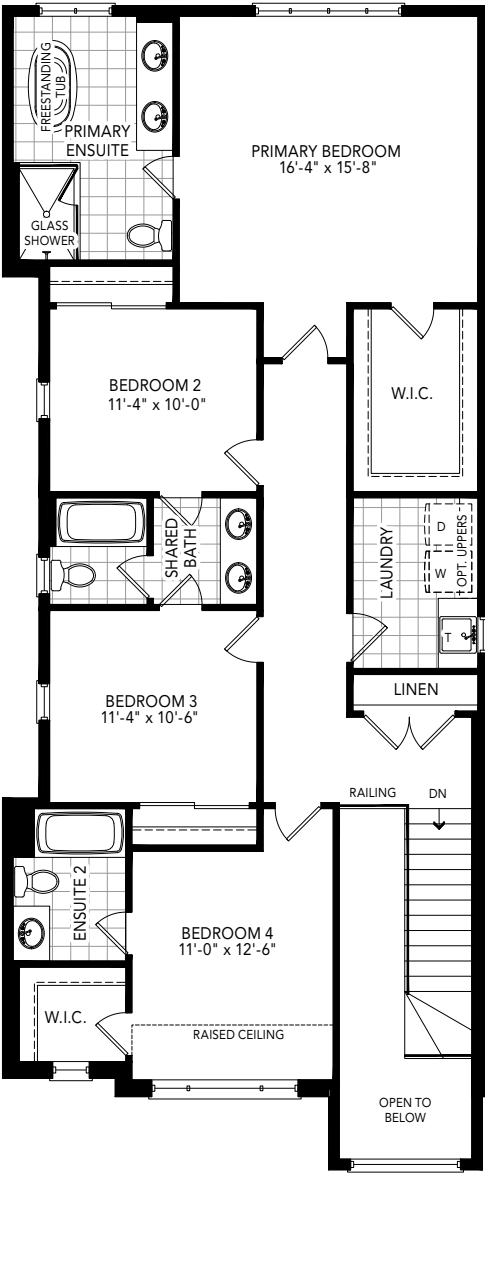 FREESTANDING
TUB
PRIMARY
ENSUITE
PRIMARY BEDROOM
16'-4" x 15'-8"
GLASS
SHOWER
BEDROOM 2
11'-4" x 10'-0"
W.I.C.
SHARED
BATH
LAUNDRY
D
W
OPT. UPPERS
T
LINEN
BEDROOM 3
11'-4" x 10'-6"
RAILING
DN
ENSUITE 2
BEDROOM 4
11'-0" x 12'-6"
W.I.C.
RAISED CEILING
OPEN TO
BELOW